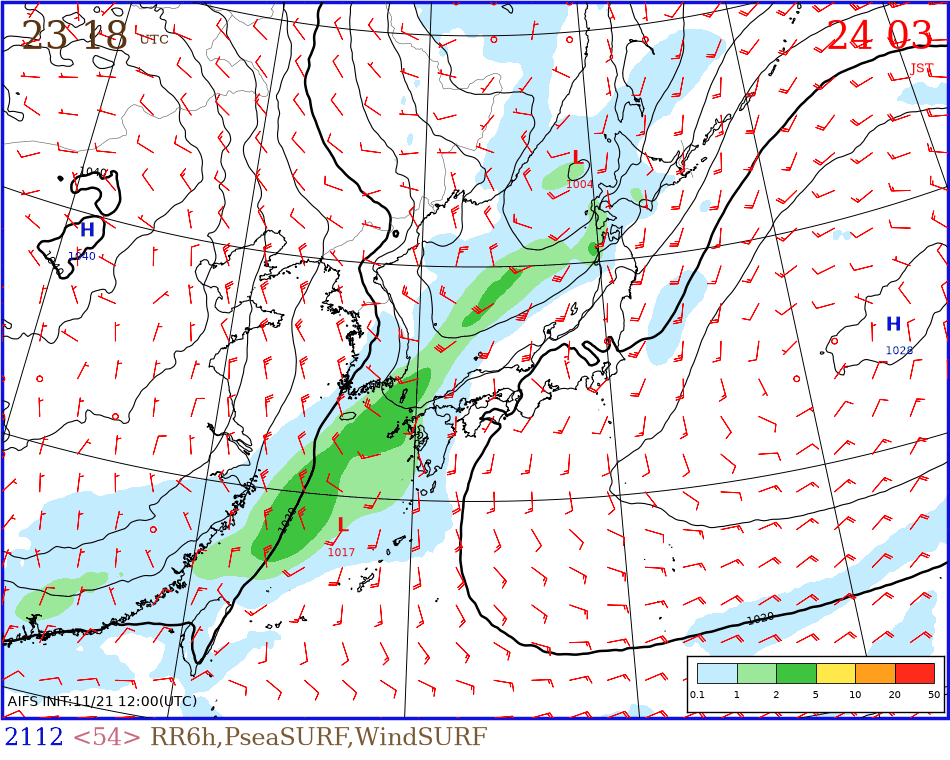 23 18 UTC
24 03
JST
1040
H
1040
1040
L
1004
H
1028
1020
L
1017
1020
0.1 1 2 5 10 20 50
AIFS INIT:11/21 12:00(UTC)
2112 <54> RR6h,PseaSURF,WindSURF